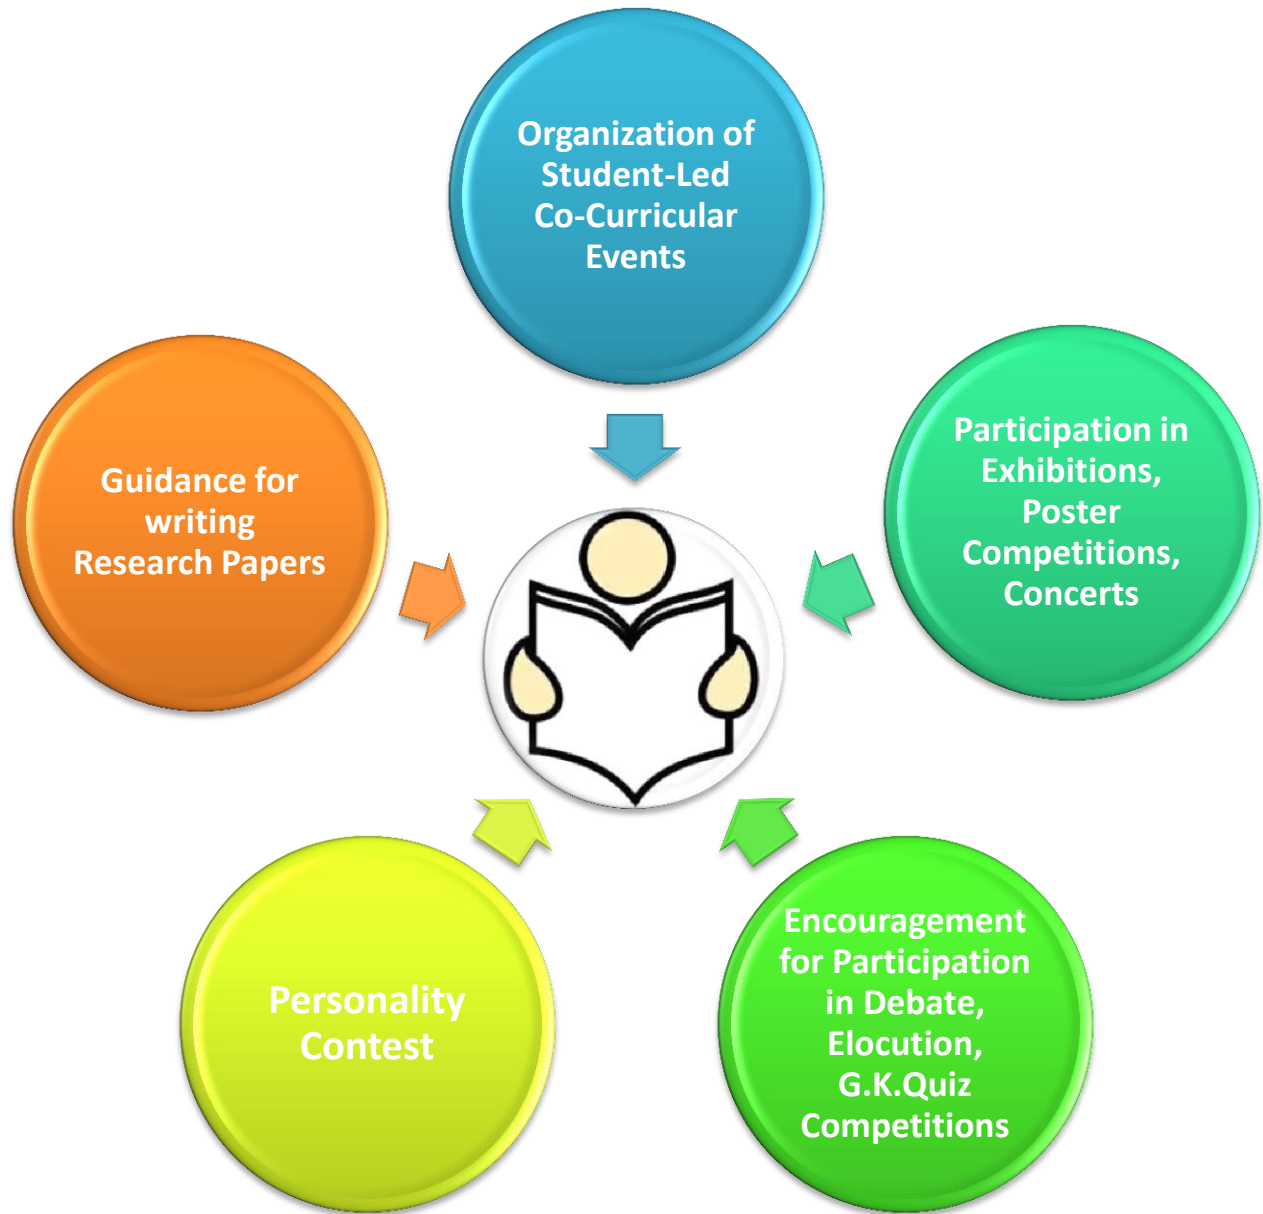 Organization of
Student-Led
Co-Curricular
Events
Participation in
Exhibitions,
Poster
Competitions,
Concerts
Encouragement
for Participation
in Debate,
Elocution,
G.K.Quiz
Competitions
Personality
Contest
Guidance for
writing
Research Papers